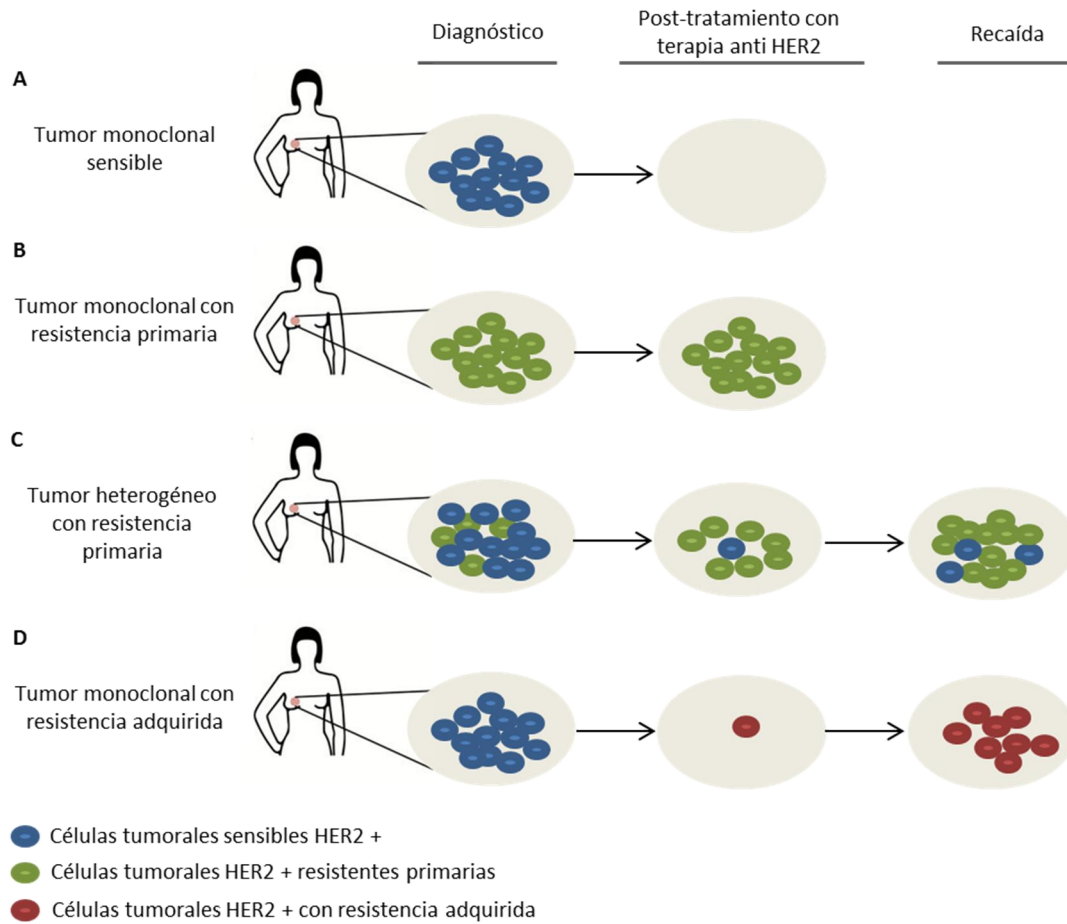 Diagnóstico
Post-tratamiento con
terapia anti HER2
Recaída
A
Tumor monoclonal
sensible
B
Tumor monoclonal con
resistencia primaria
C
Tumor heterogéneo
con resistencia
primaria
D
Tumor monoclonal con
resistencia adquirida
Células tumorales sensibles HER2 +
Células tumorales HER2 + resistentes primarias
Células tumorales HER2 + con resistencia adquirida